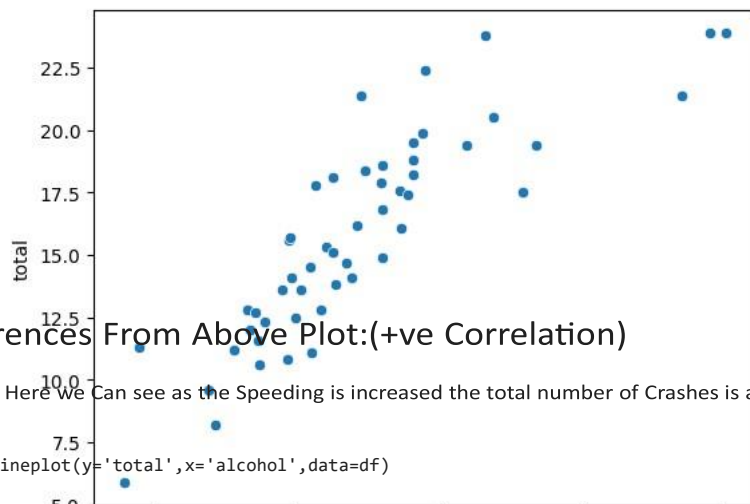 22.5
20.0
17.5
total
15.0
12.5
rences From Above Plot:(+ve Correlation)
10.0
Here we Can see as the Speeding is increased the total number of Crashes is a
7.5
ineplot(y='total',x='alcohol',data=df)
5.0